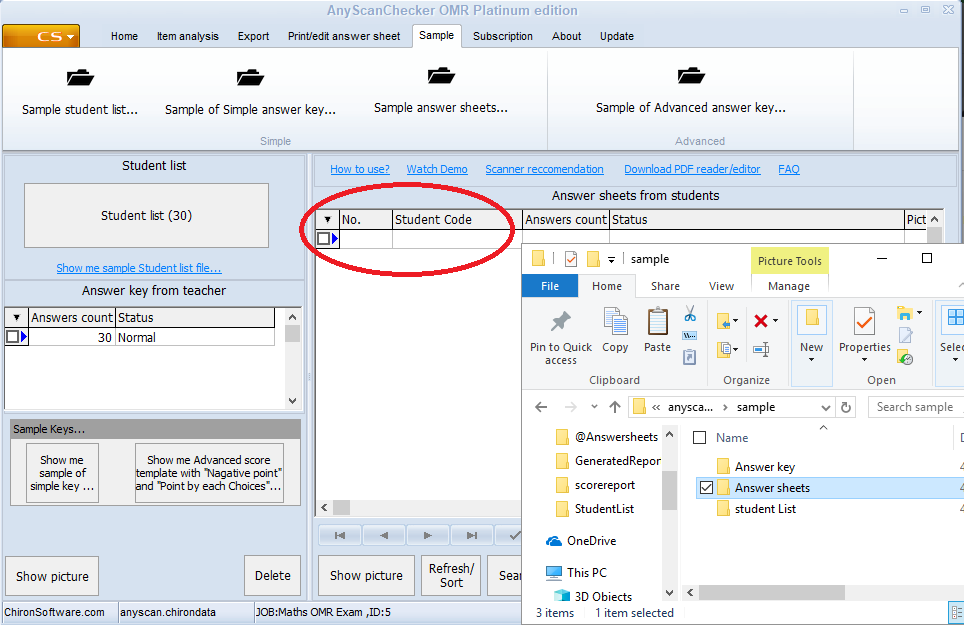 AnyScanChecker OMR Platinum edition
CS
Home Item analysis Export Print/edit answer sheet Sample Subscription About Update
Sample student list... Sample of Simple answer key... Sample answer sheets... Sample of Advanced answer key...
Simple Advanced
Student list
Student list (30)
Show me sample Student list file...
Answer key from teacher
Answers count Status
30 Normal
Sample Keys...
Show me
sample of
simple key ...
Show me Advanced score
template with "Nagative point"
and "Point by each Choices"...
Show picture Delete
How to use? Watch Demo Scanner reccomendation Download PDF reader/editor FAQ
Answer sheets from students
No. Student Code Answers count Status Pict
Show picture
Refresh/
Sort
Sear
ChironSoftware.com anyscan.chirondata JOB:Maths OMR Exam ,ID:5
sample Picture Tools
File Home Share View Manage
Pin to Quick
access
Copy Paste New Properties Selec
Clipboard Organize Open
« anysca... › sample Search sample
@Answersheets
GeneratedRepor
scorereport
StudentList
OneDrive
This PC
3D Objects
Name
Answer key
Answer sheets
student List
3 items 1 item selected